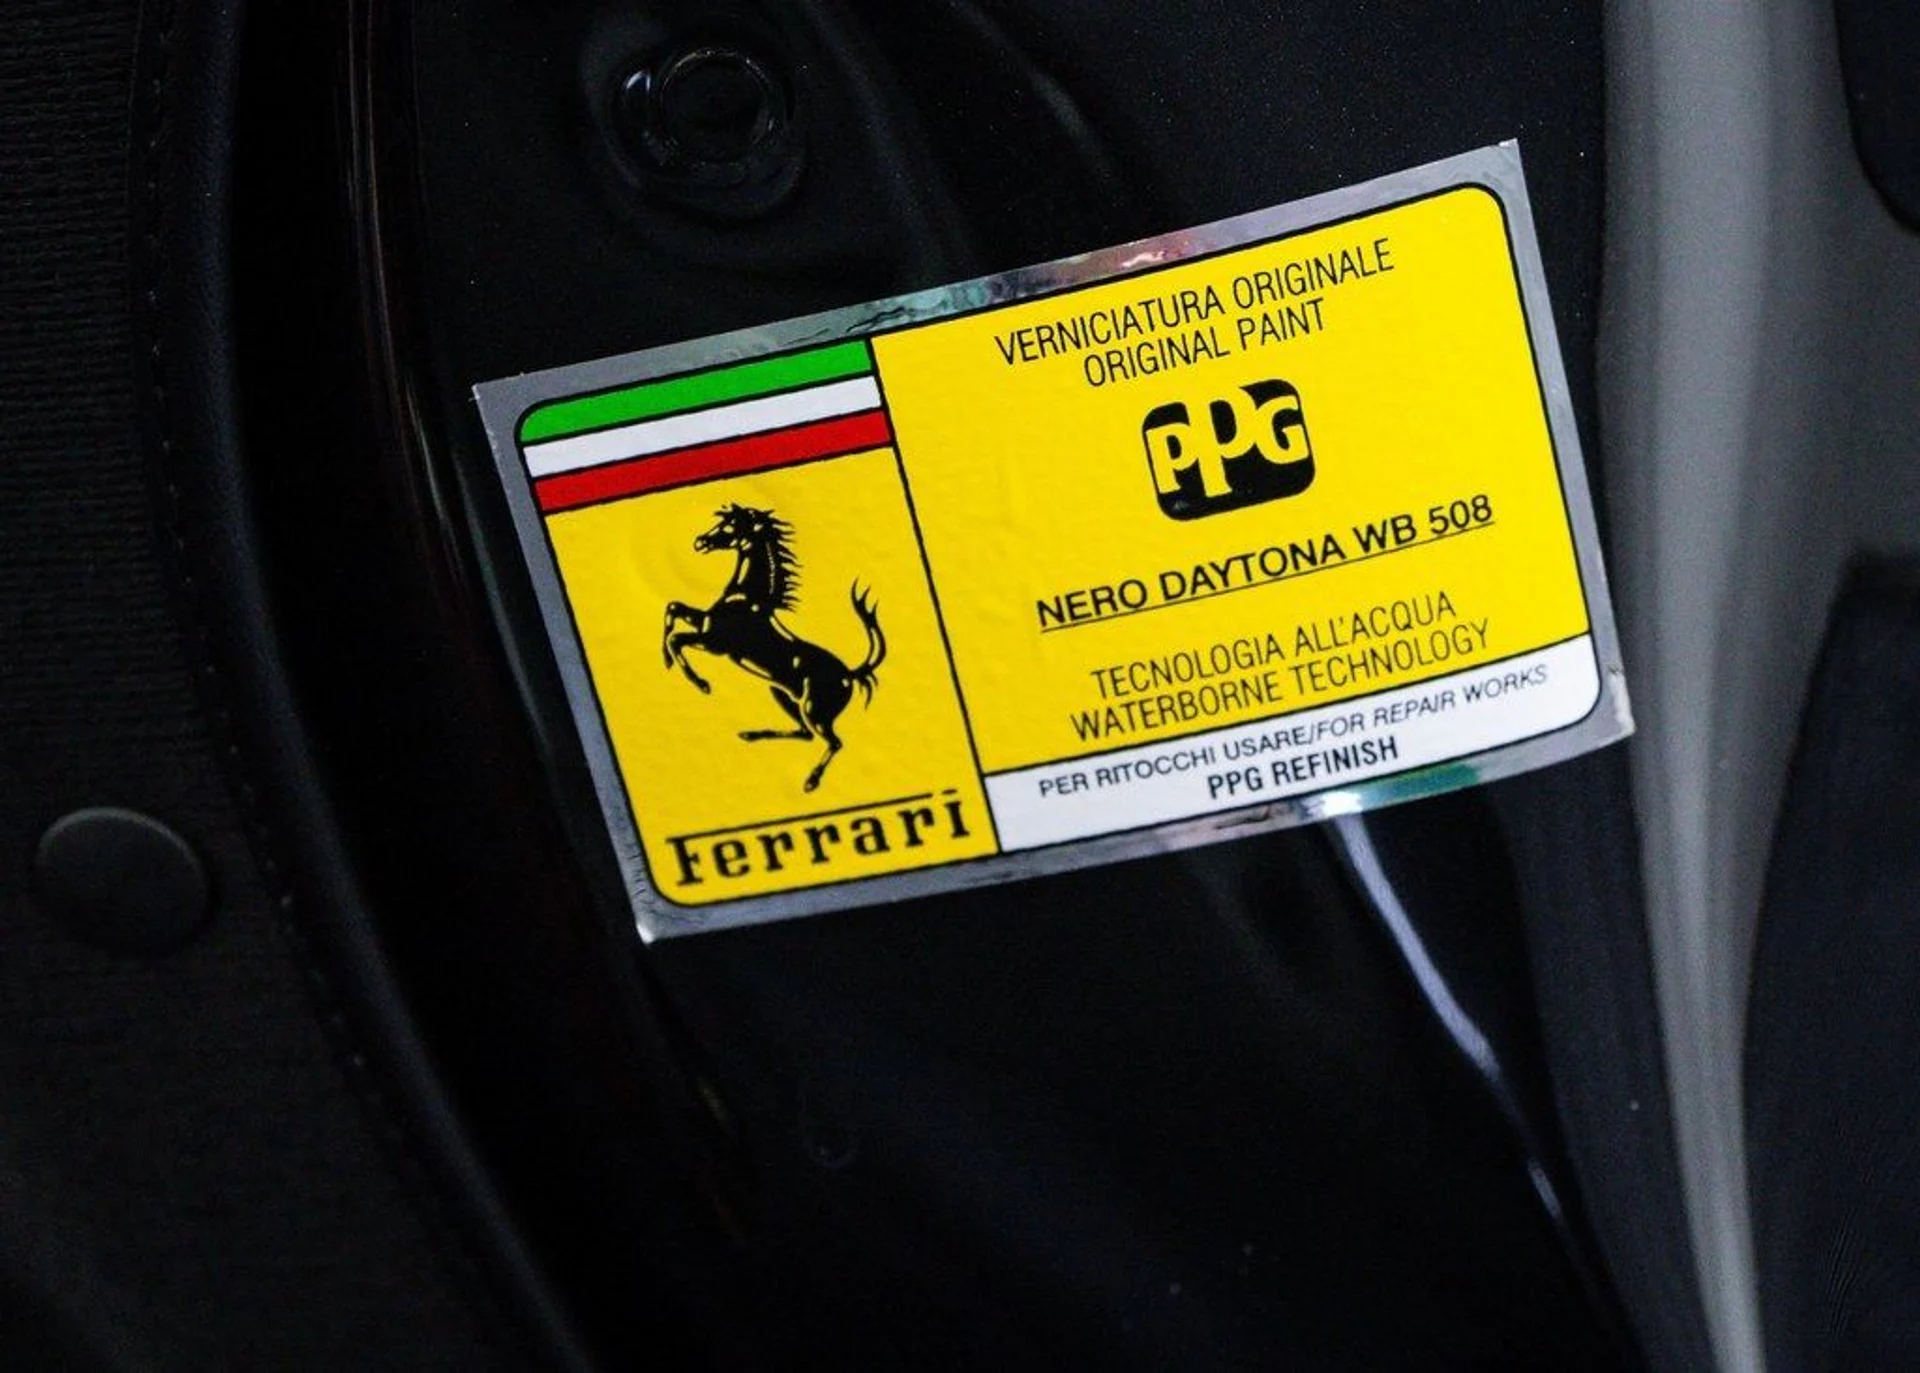 VERNICIATURA ORIGINALE
ORIGINAL PAINT
PPG
NERO DAYTONA WB 508
TECNOLOGIA ALL'ACQUA
WATERBORNE TECHNOLOGY
PER RITOCCHI USARE/FOR REPAIR WORKS
PPG REFINISH
Ferrari